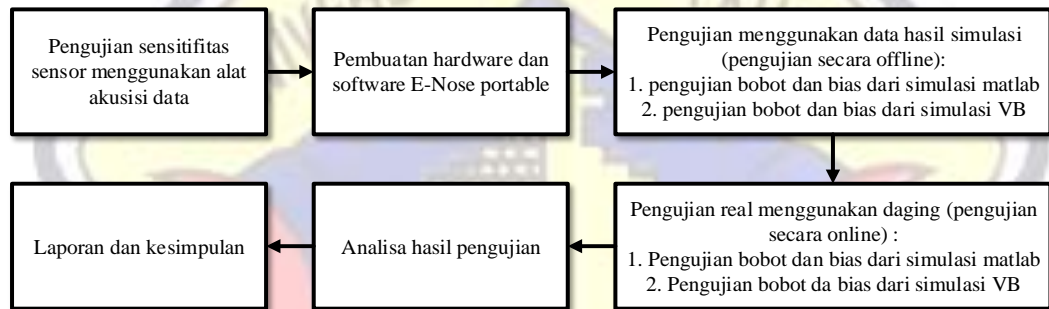 Pengujian sensitifitas
sensor menggunakan alat
akusisi data
Pembuatan hardware dan
software E-Nose portable
Pengujian menggunakan data hasil simulasi
(pengujian secara offline):
1. pengujian bobot dan bias dari simulasi matlab
2. pengujian bobot dan bias dari simulasi VB
Pengujian real menggunakan daging (pengujian
secara online) :
1. Pengujian bobot dan bias dari simulasi matlab
2. Pengujian bobot da bias dari simulasi VB
Analisa hasil pengujian
Laporan dan kesimpulan